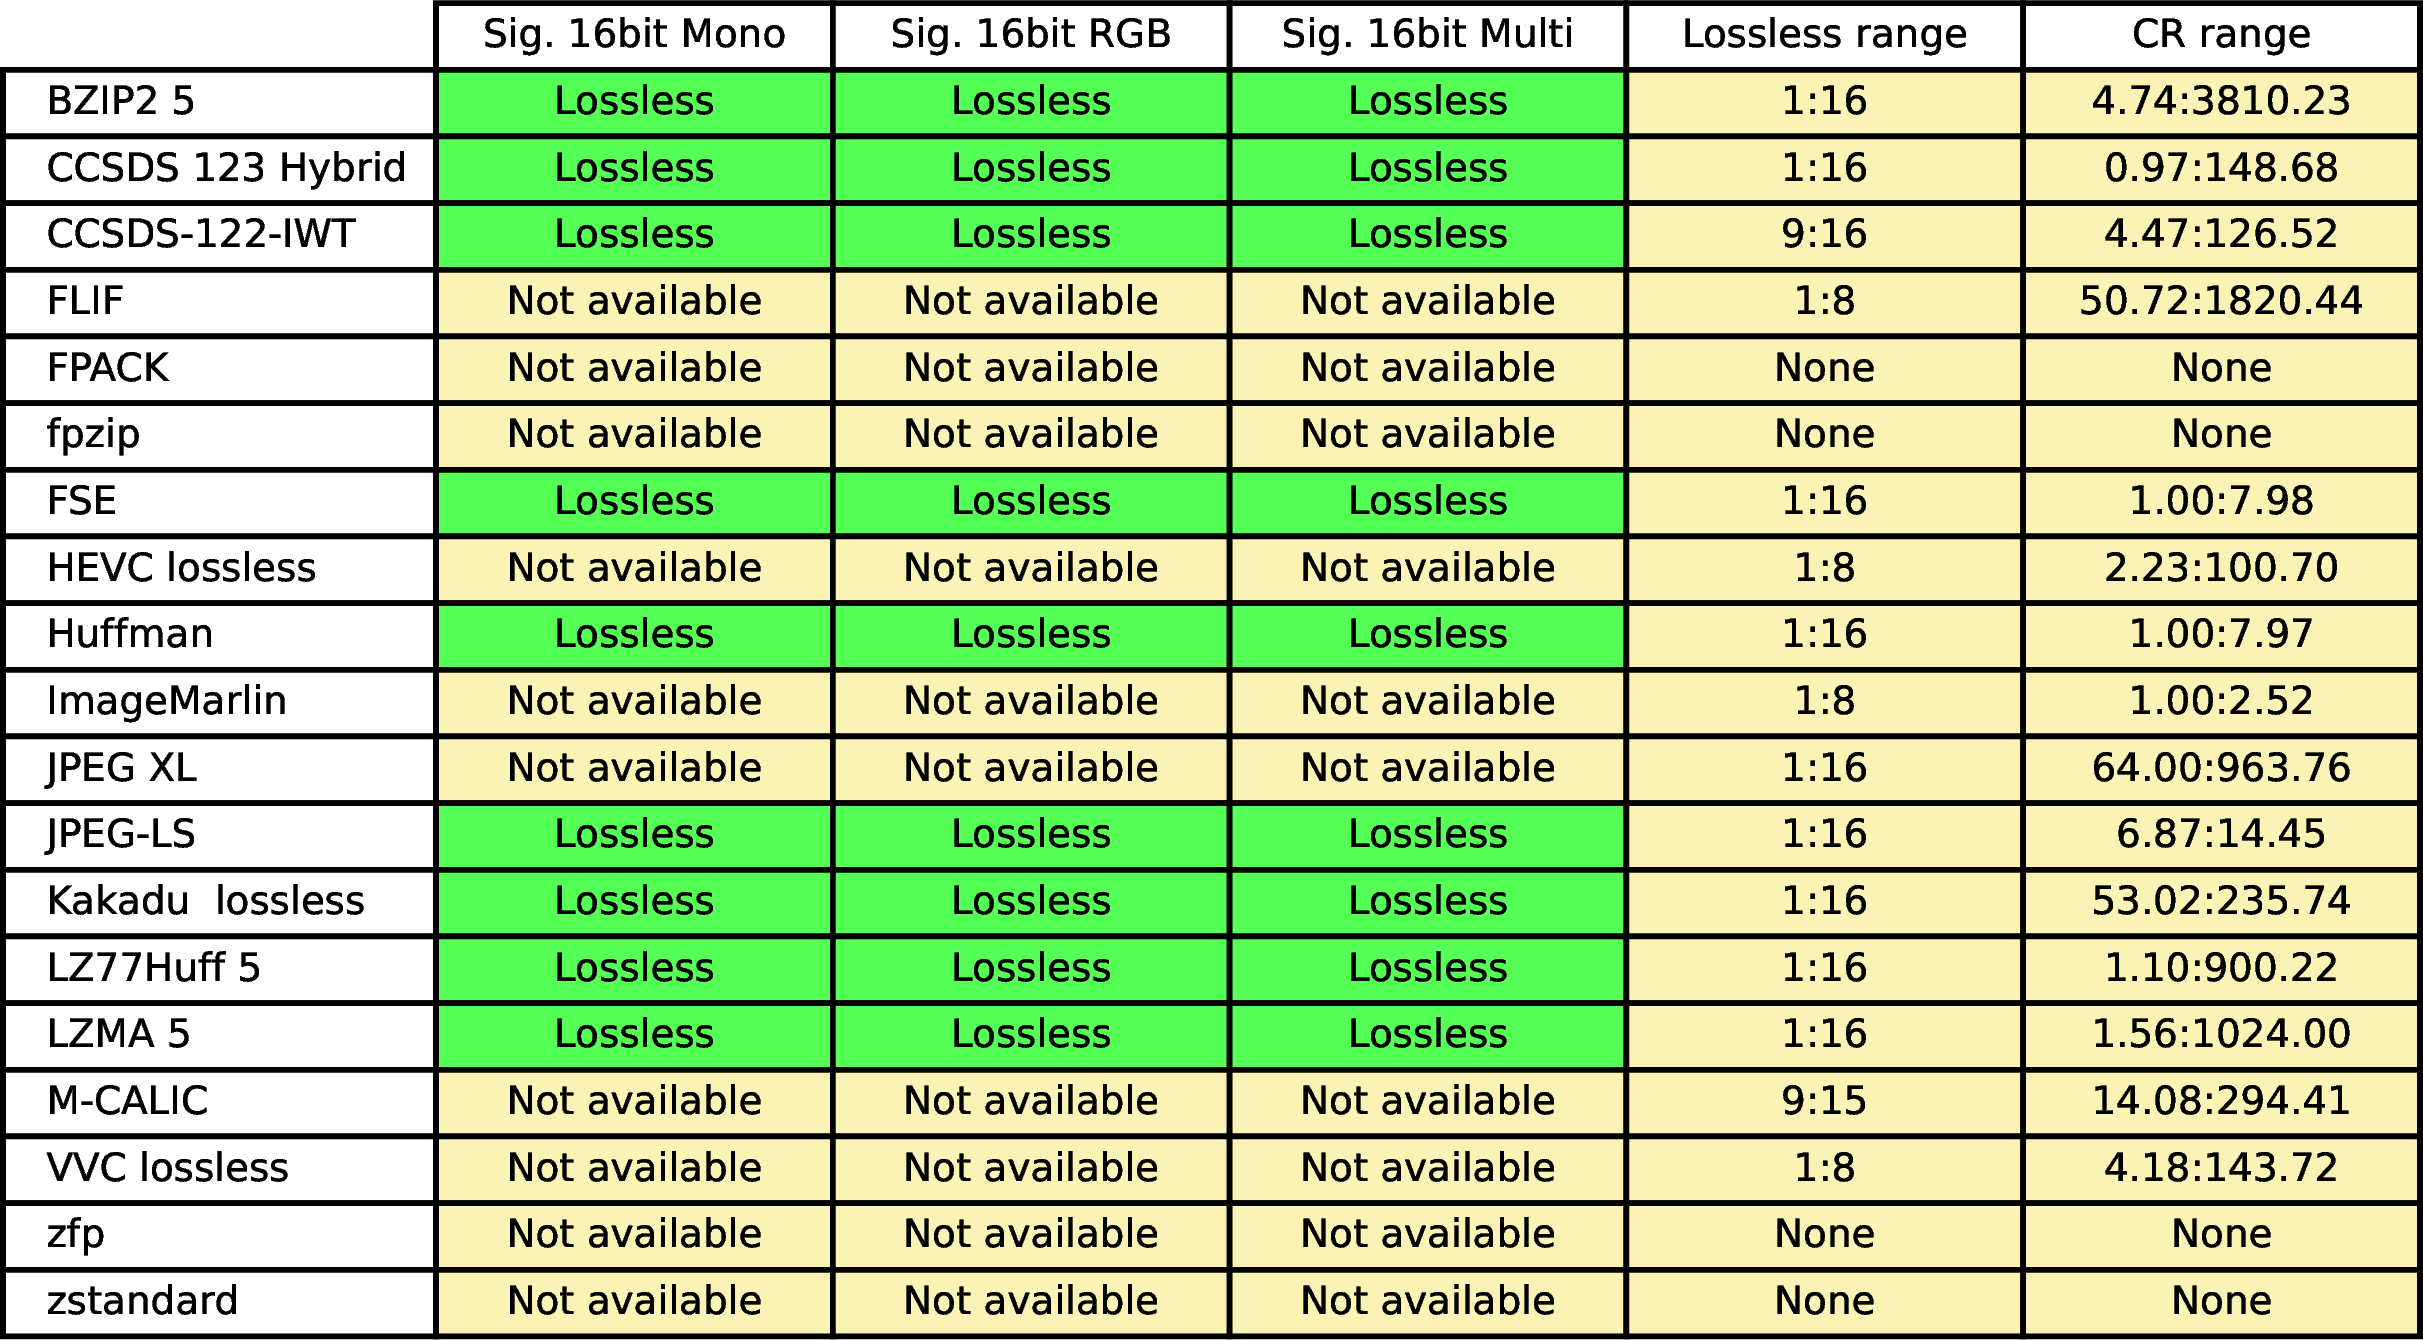 Sig. 16bit Mono Sig. 16bit RGB Sig. 16bit Multi Lossless range CR range
BZIP2 5 Lossless Lossless Lossless 1:16 4.74:3810.23
CCSDS 123 Hybrid Lossless Lossless Lossless 1:16 0.97:148.68
CCSDS-122-IWT Lossless Lossless Lossless 9:16 4.47:126.52
FLIF Not available Not available Not available 1:8 50.72:1820.44
FPACK Not available Not available Not available None None
fpzip Not available Not available Not available None None
FSE Lossless Lossless Lossless 1:16 1.00:7.98
HEVC lossless Not available Not available Not available 1:8 2.23:100.70
Huffman Lossless Lossless Lossless 1:16 1.00:7.97
ImageMarlin Not available Not available Not available 1:8 1.00:2.52
JPEG XL Not available Not available Not available 1:16 64.00:963.76
JPEG-LS Lossless Lossless Lossless 1:16 6.87:14.45
Kakadu  lossless Lossless Lossless Lossless 1:16 53.02:235.74
LZ77Huff 5 Lossless Lossless Lossless 1:16 1.10:900.22
LZMA 5 Lossless Lossless Lossless 1:16 1.56:1024.00
M-CALIC Not available Not available Not available 9:15 14.08:294.41
VVC lossless Not available Not available Not available 1:8 4.18:143.72
zfp Not available Not available Not available None None
zstandard Not available Not available Not available None None